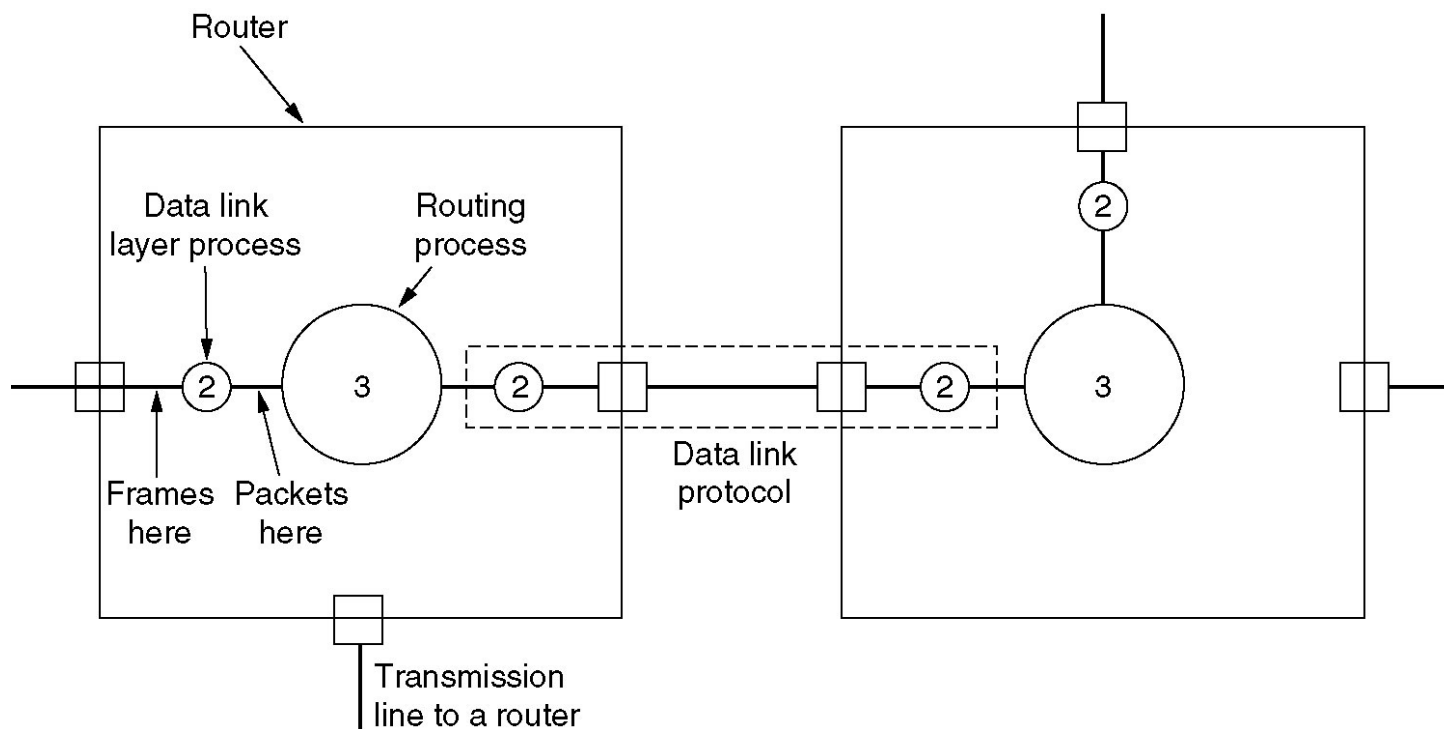 Router
Data link
layer process
Routing
process
2
2
3
2
2
3
Frames
here
Packets
here
Data link
protocol
Transmission
line to a router